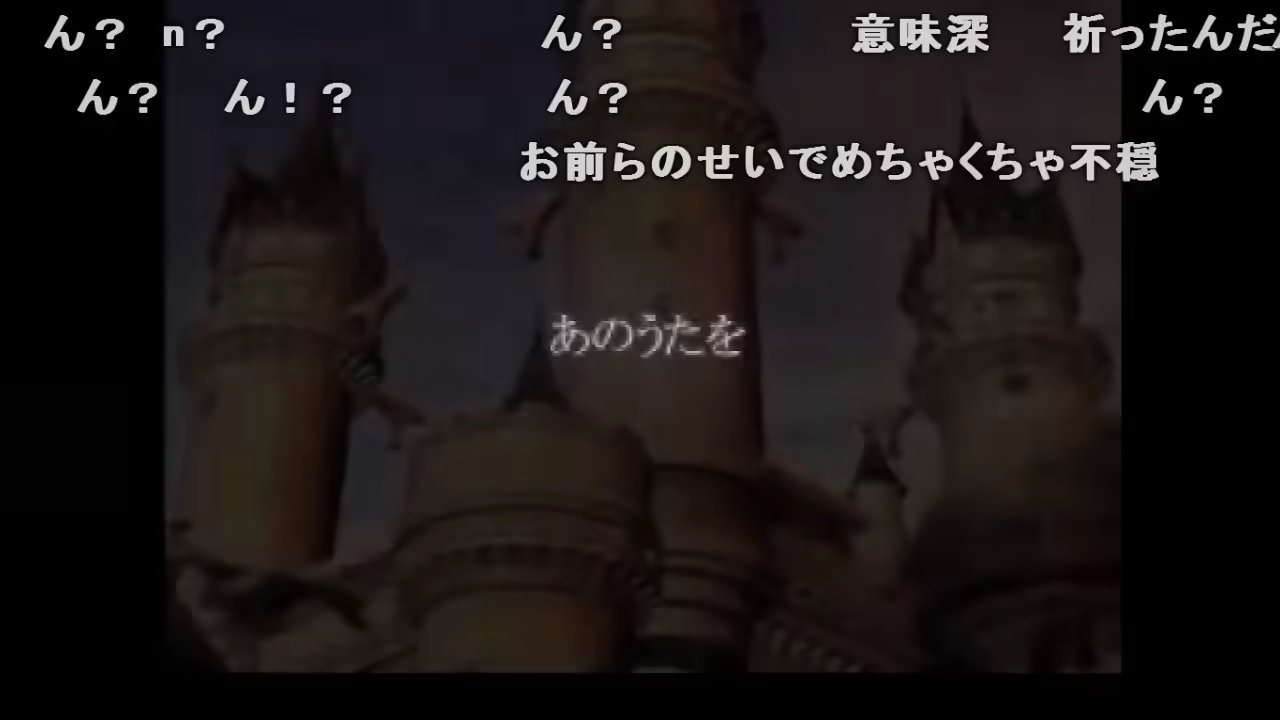 ん？ n？ ん？ 意味深 祈ったんだ
ん？ ん！？ ん？ ん？
お前らのせいでめちゃくちゃ不穏
あのうたを